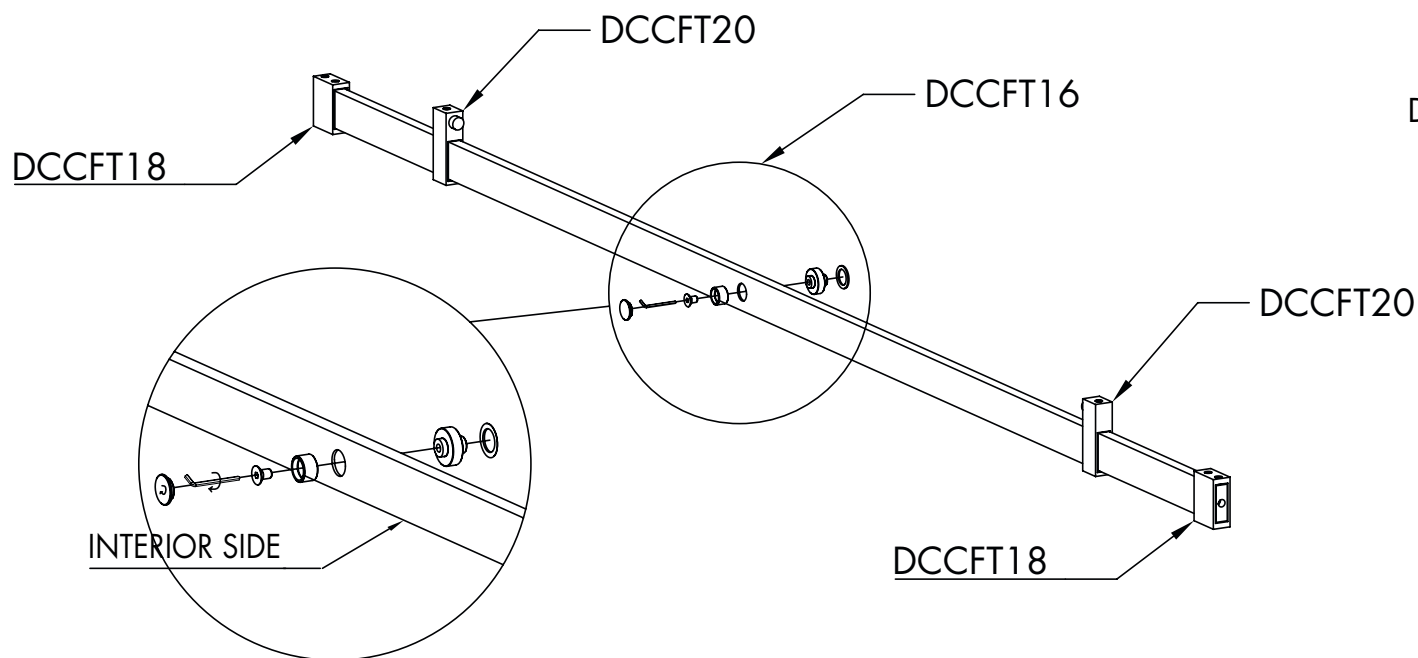 DCCFT20
DCCFT16
D
DCCFT18
DCCFT20
INTERIOR SIDE
DCCFT18